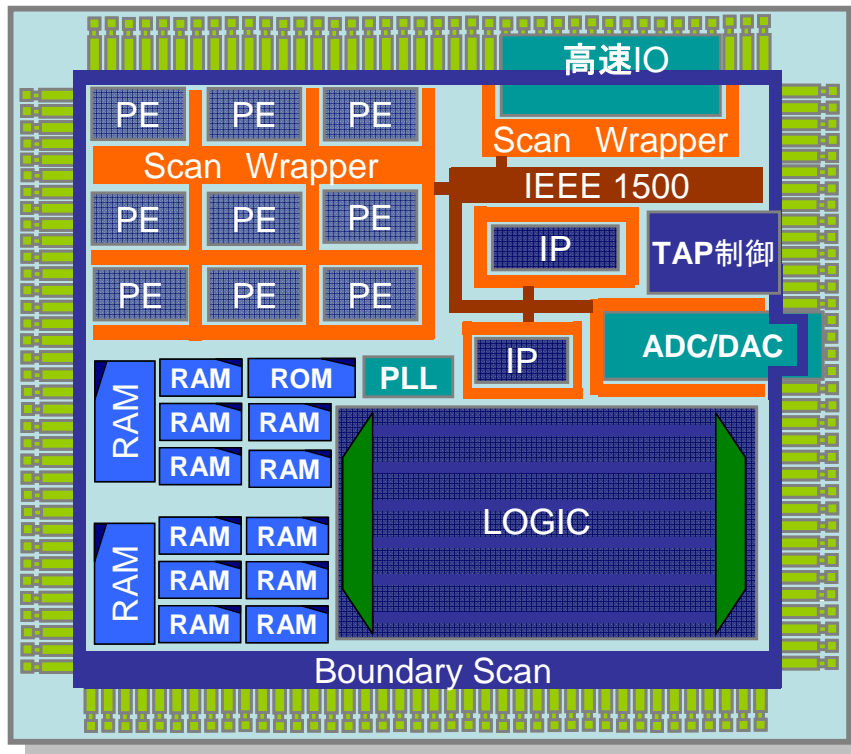 高速IO
PE PE PE
Scan Wrapper
Scan Wrapper
IEEE 1500
PE PE PE
IP
TAP制御
PE PE PE
ADC/DAC
IP
RAM
RAM ROM
PLL
RAM RAM
RAM RAM
LOGIC
RAM
RAM RAM
RAM RAM
RAM RAM
Boundary Scan